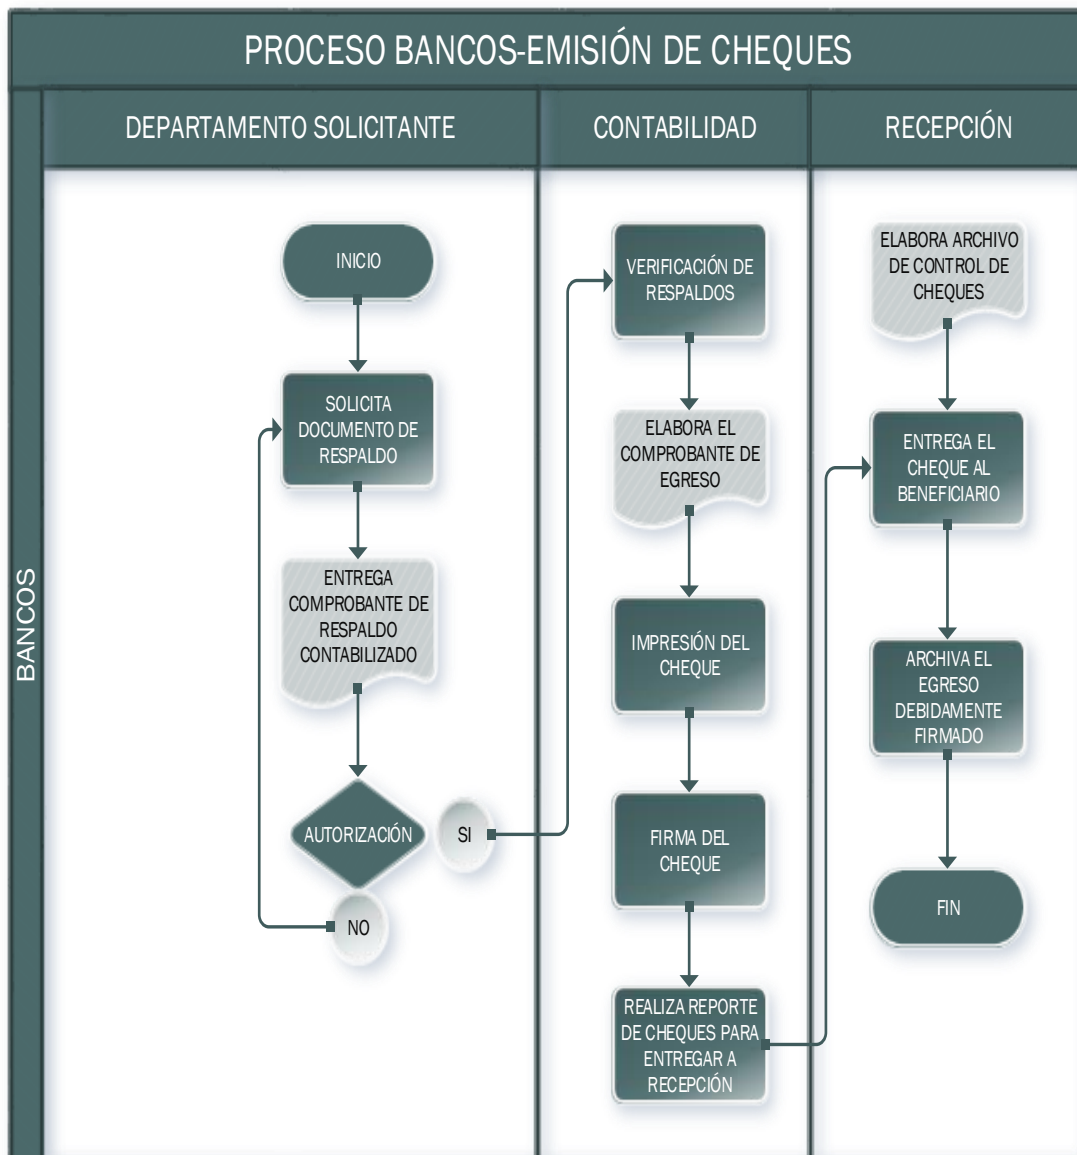 PROCESO BANCOS-EMISIÓN DE CHEQUES
BANCOS
DEPARTAMENTO SOLICITANTE
CONTABILIDAD
RECEPCIÓN
INICIO
SOLICITA
DOCUMENTO DE
RESPALDO
ENTREGA
COMPROBANTE DE
RESPALDO
CONTABILIZADO
AUTORIZACIÓN
SI
NO
VERIFICACIÓN DE
RESPALDOS
ELABORA EL
COMPROBANTE DE
EGRESO
IMPRESIÓN DEL
CHEQUE
FIRMA DEL
CHEQUE
REALIZA REPORTE
DE CHEQUES PARA
ENTREGAR A
RECEPCIÓN
ELABORA ARCHIVO
DE CONTROL DE
CHEQUES
ENTREGA EL
CHEQUE AL
BENEFICIARIO
ARCHIVA EL
EGRESO
DEBIDAMENTE
FIRMADO
FIN